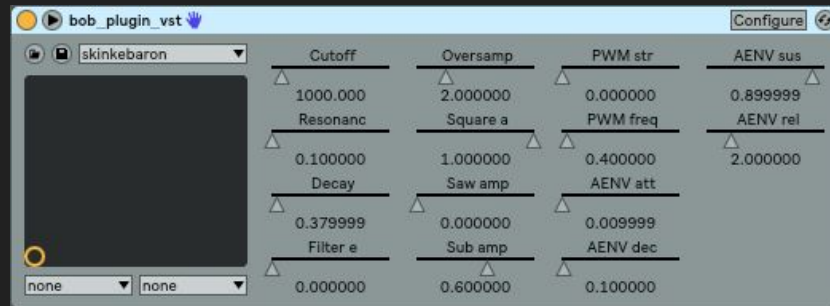 bob_plugin_vst Configure
skinkebaron
Cutoff Oversamp PWM str AENV sus
1000.000 2.000000 0.000000 0.899999
Resonanc Square a PWM freq AENV rel
0.100000 1.000000 0.400000 2.000000
Decay Saw amp AENV att
0.379999 0.000000 0.009999
Filter e Sub amp AENV dec
none none 0.000000 0.600000 0.100000